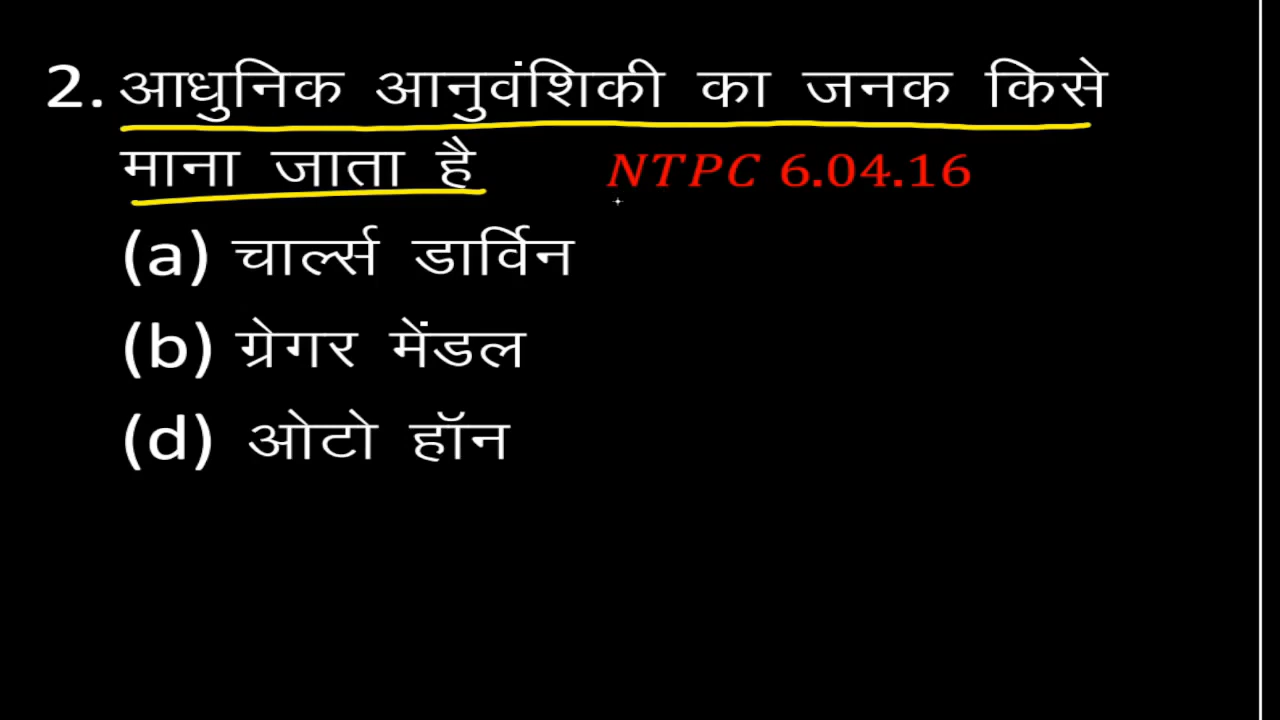 2. आधुनिक आनुवंशिकी का जनक किसे
माना जाता है NTPC 6.04.16
(a) चार्ल्स डार्विन
(b) ग्रेगर मेंडल
(d) ओटो हॉन